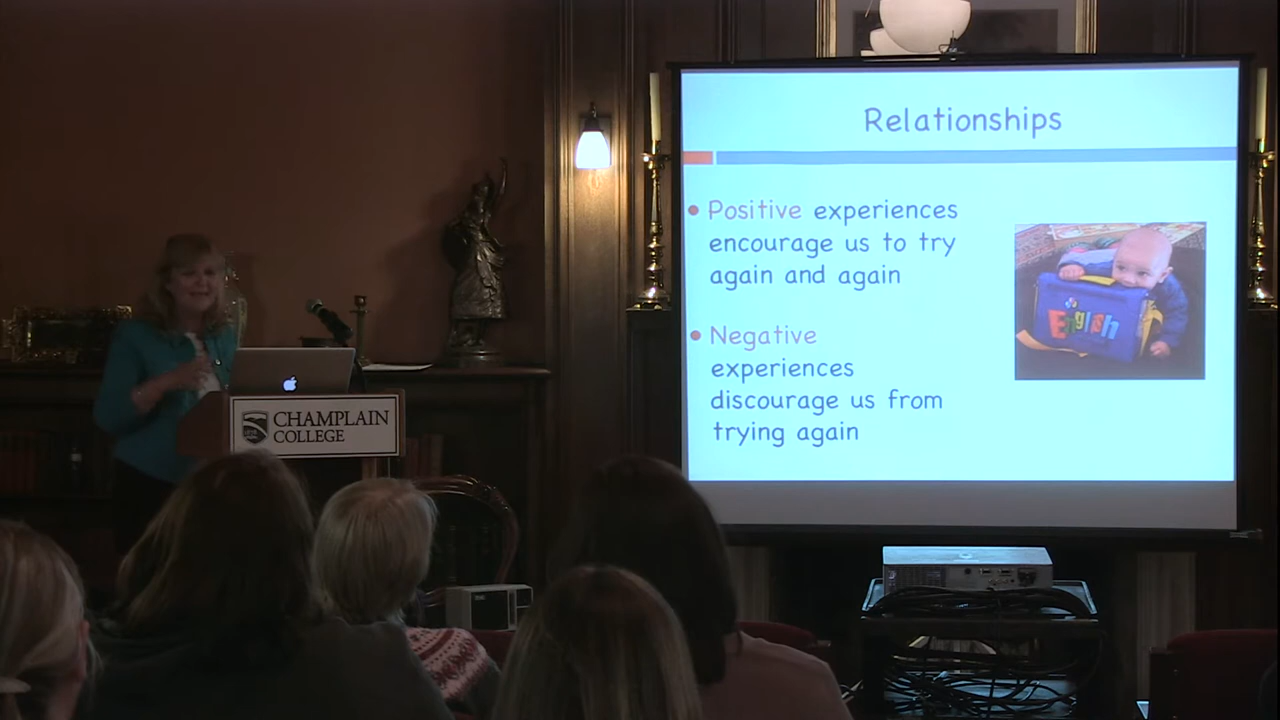 Relationships
Positive experiences
encourage us to try
again and again
Negative
experiences
discourage us from
trying again
English
CHAMPLAIN
COLLEGE